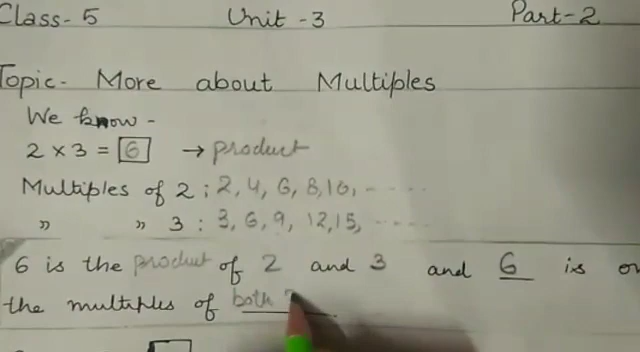 Class- 5 Unit -3 Part-2
Topic- More about Multiples
We know -
2 × 3 = 6 → product
Multiples of 2 : 2, 4, 6, 8, 10, - - - - -
" " 3 : 3, 6, 9, 12, 15, - - - - -
6 is the product of 2 and 3 and 6 is
the multiples of both